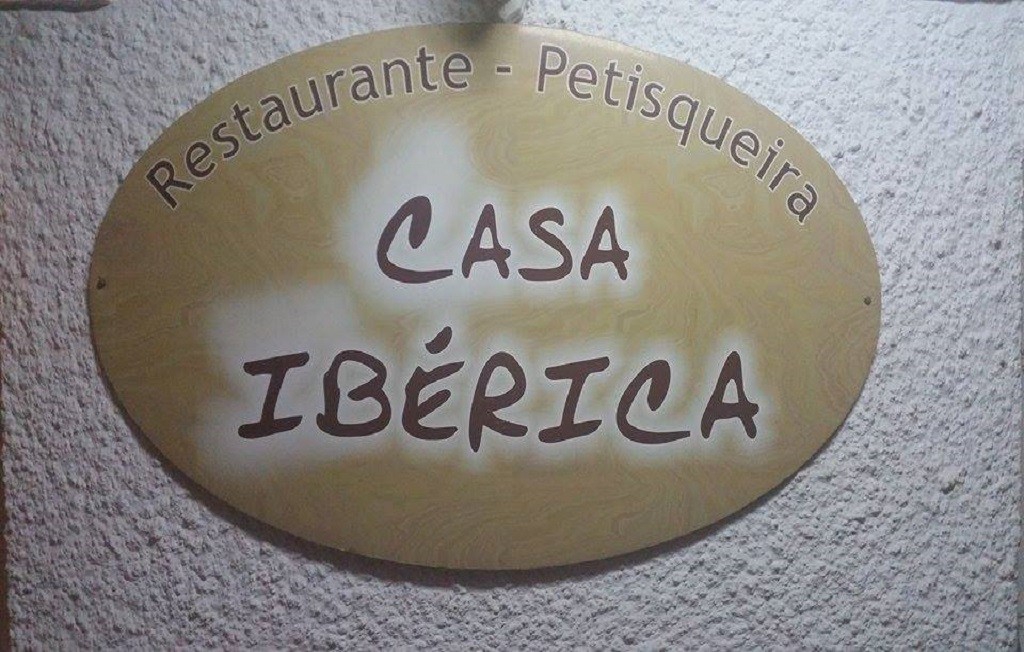 Restaurante - Petisqueira
CASA
IBÉRICA